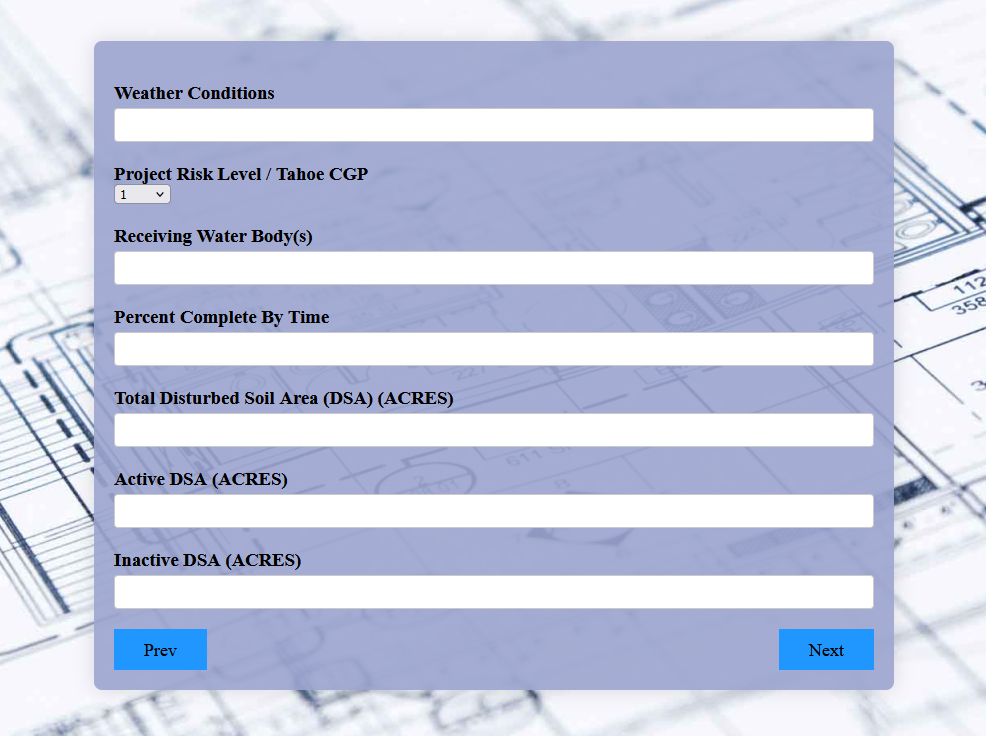 Weather Conditions
Project Risk Level / Tahoe CGP
1
Receiving Water Body(s)
Percent Complete By Time
Total Disturbed Soil Area (DSA) (ACRES)
Active DSA (ACRES)
Inactive DSA (ACRES)
Prev
Next